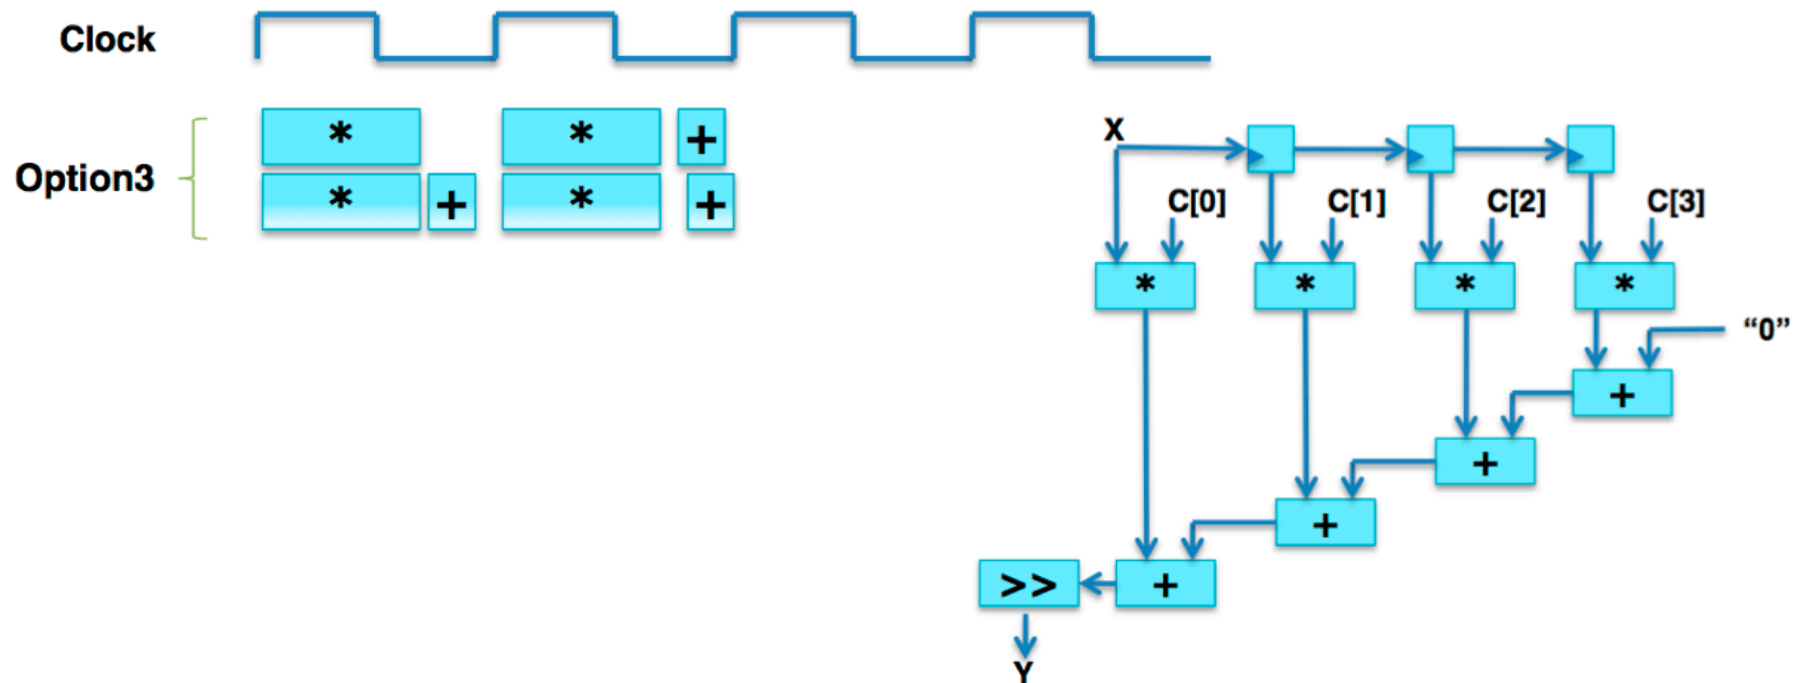 Clock
Option3
* * +
* + * +
X
C[0] C[1] C[2] C[3]
* * * *
“0”
+
+
+
>> +
Y